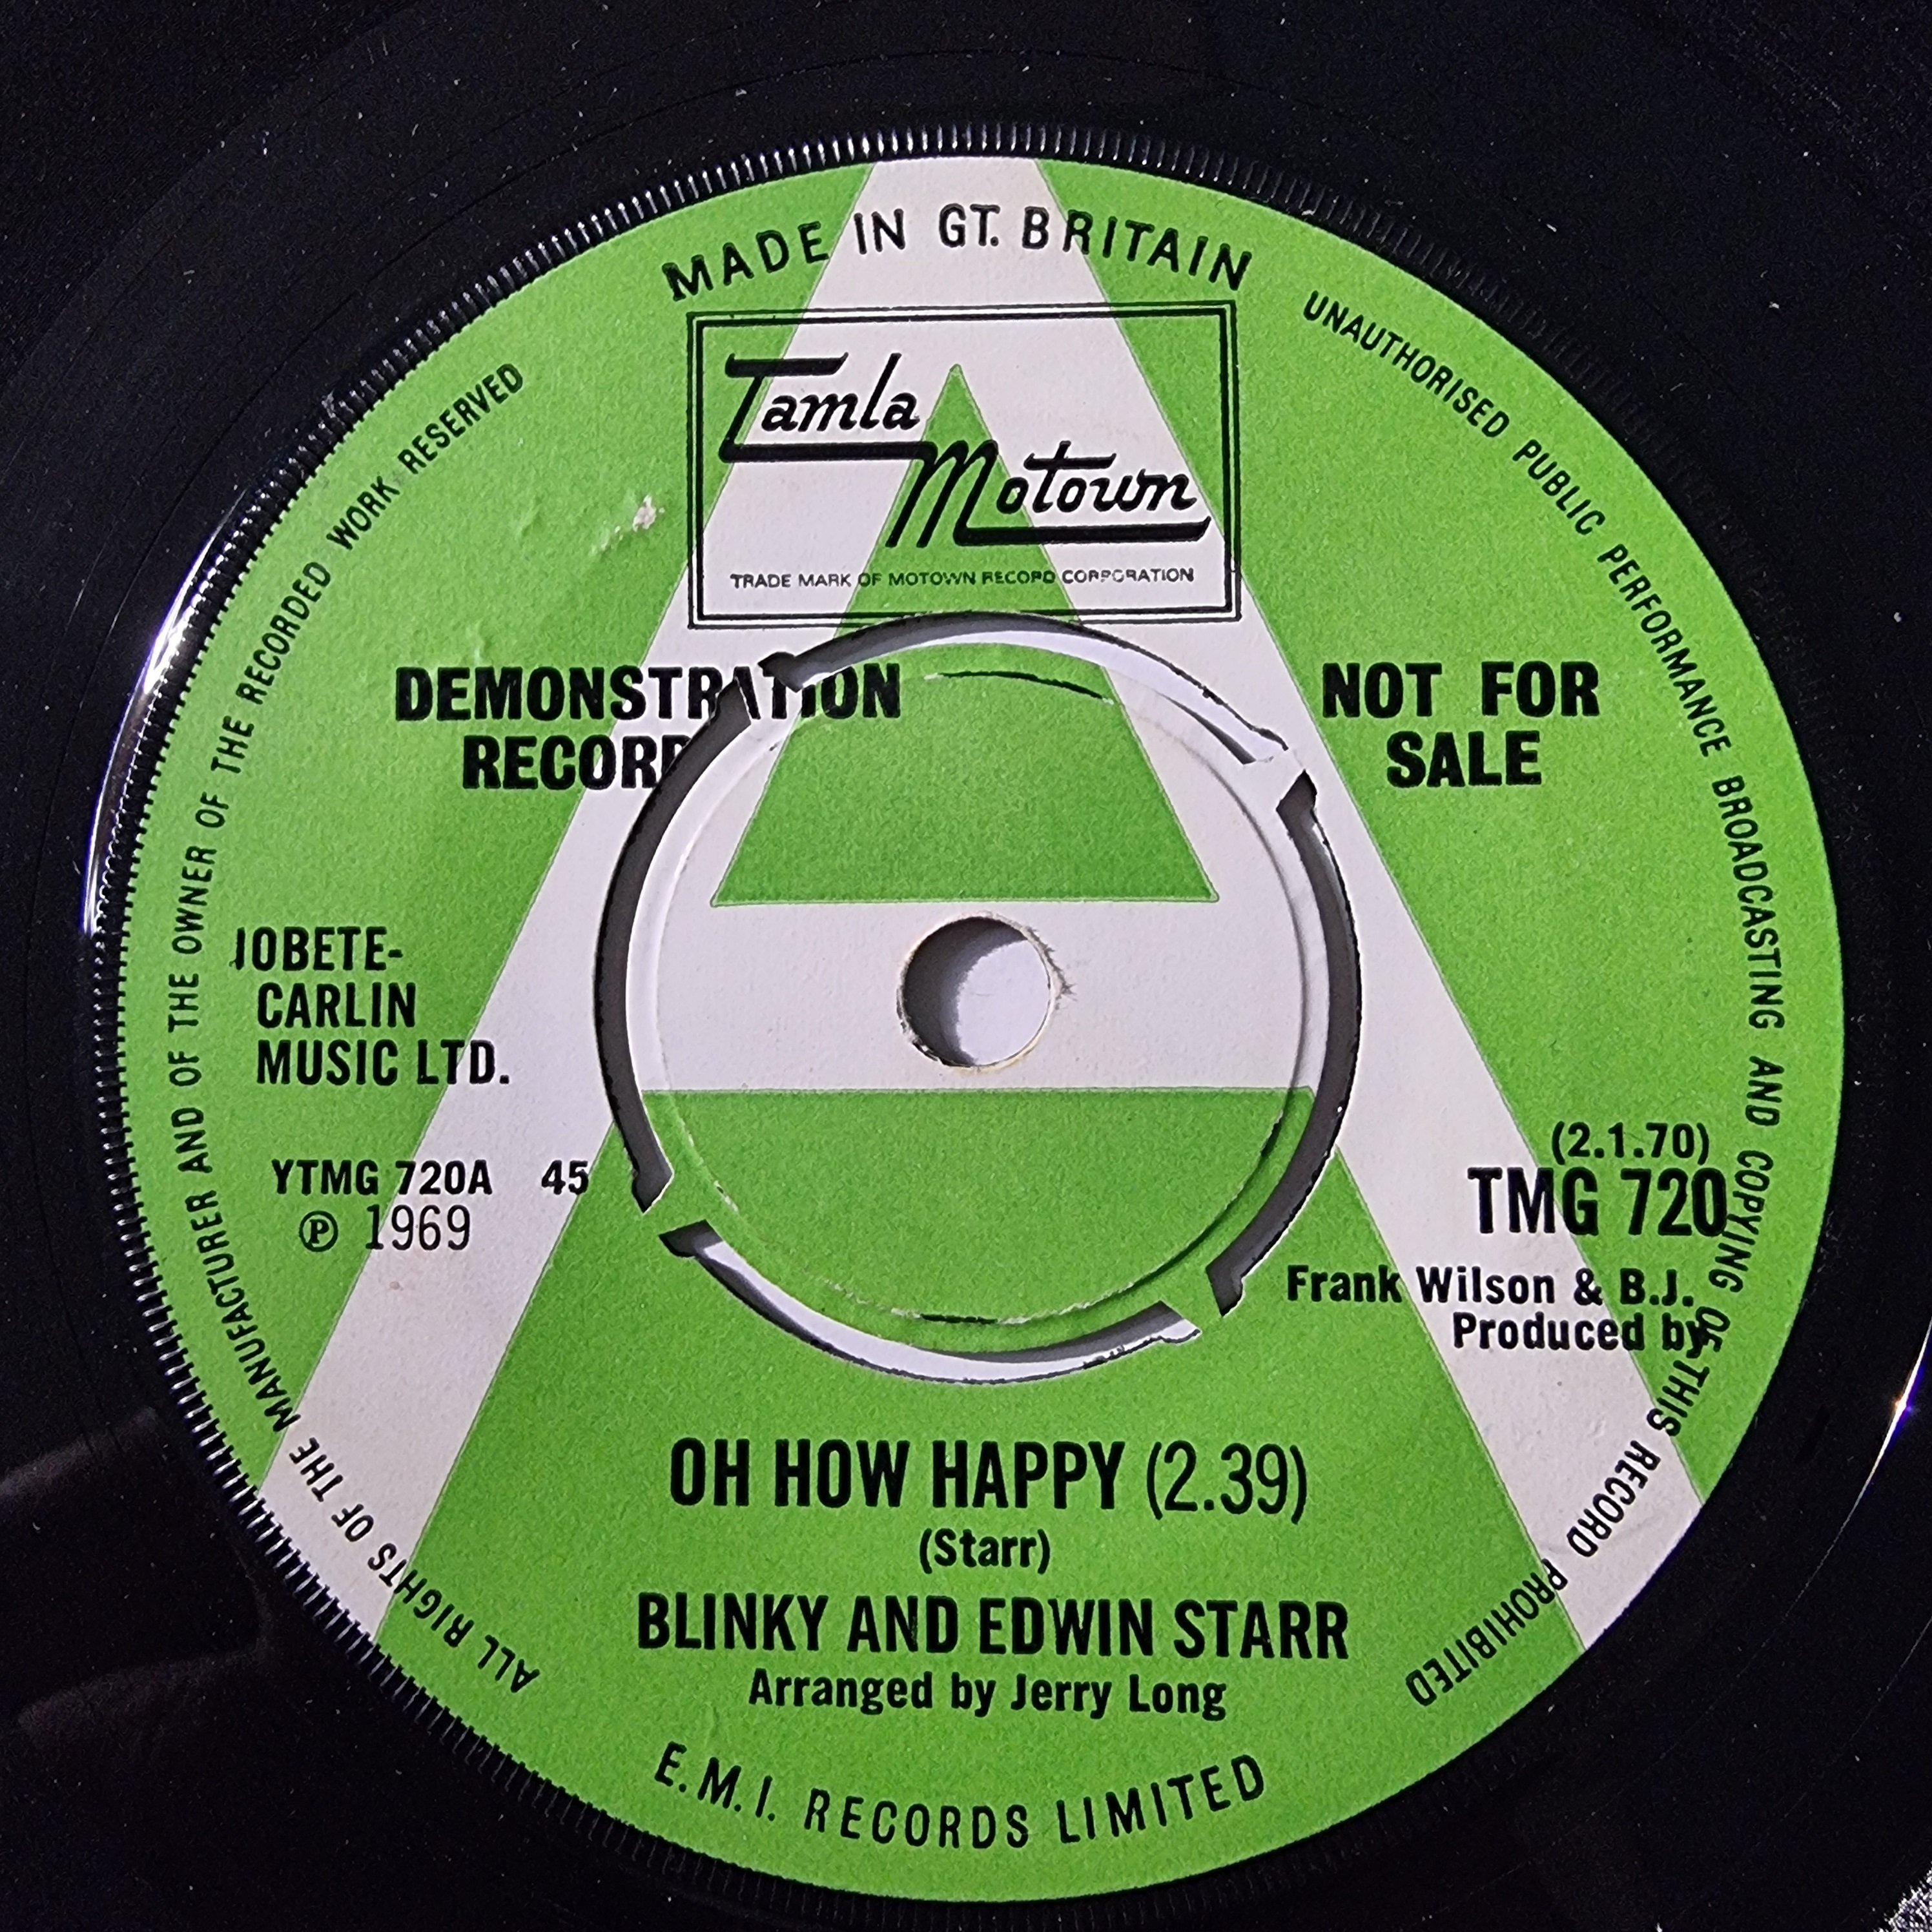 MADE IN GT. BRITAIN
Tamla
Motown
TRADE MARK OF MOTOWN RECORD CORPORATION
DEMONSTRATION
RECORD
NOT FOR
SALE
JOBETE-
CARLIN
MUSIC LTD.
YTMG 720A 45
℗ 1969
(2.1.70)
TMG 720
Frank Wilson & B.J.
Produced by
OH HOW HAPPY (2.39)
(Starr)
BLINKY AND EDWIN STARR
Arranged by Jerry Long
E.M.I. RECORDS LIMITED
ALL RIGHTS OF THE MANUFACTURER AND OF THE OWNER OF THE RECORDED WORK RESERVED
UNAUTHORISED PUBLIC PERFORMANCE BROADCASTING AND COPYING OF THIS RECORD PROHIBITED